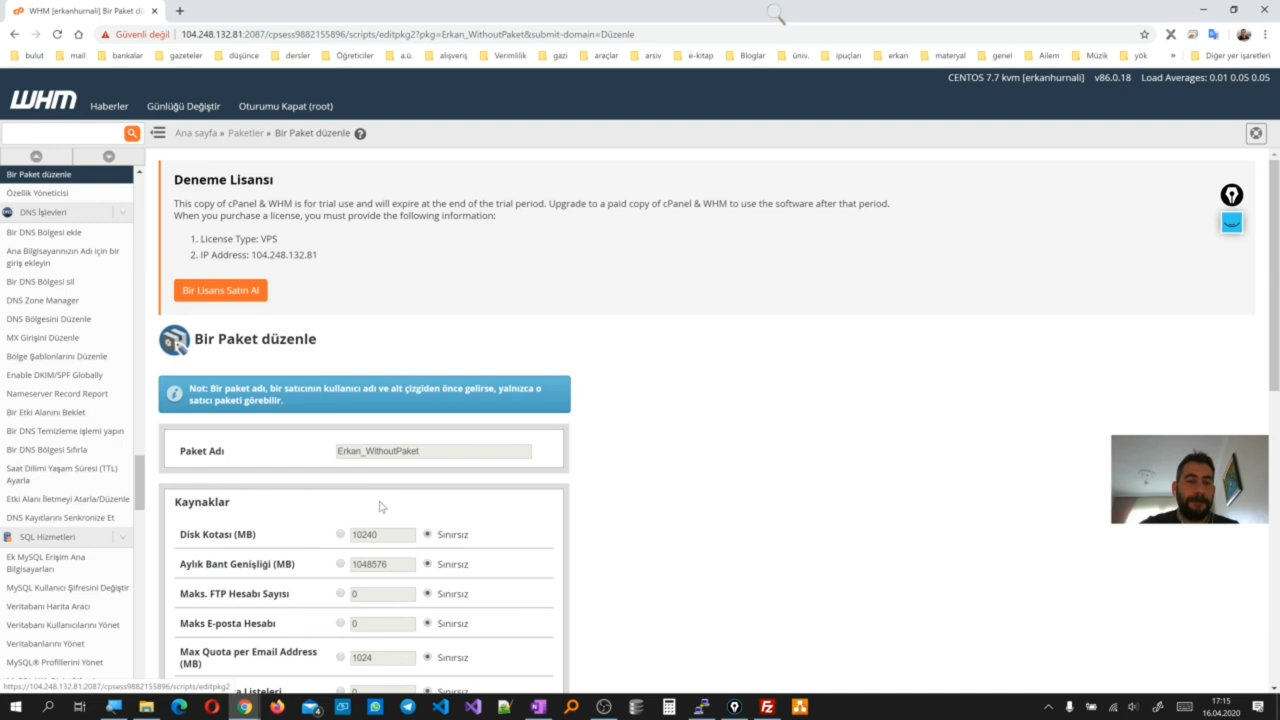 WHM [erkanhurnali] Bir Paket dü
Güvenli değil
104.248.132.81:2087/cpsess9882155896/scripts/editpkg2?pkg=Erkan_WithoutPaket&submit-domain=Düzenle
bulut mail bankalar gazeteler düşünce dersler Öğreticiler a.ü. alışveriş Verimlilik gazi araçlar arsiv e-kitap Bloglar üniv. ipuçları erkan materyal genel Ailem Müzik yök » Diğer yer işaretleri
CENTOS 7.7 kvm [erkanhurnali] v86.0.18 Load Averages: 0.01 0.05 0.05
WHM Haberler Günlüğü Değiştir Oturumu Kapat (root)
Ana sayfa » Paketler » Bir Paket düzenle
Bir Paket düzenle
Özellik Yöneticisi
DNS İşlevleri
Bir DNS Bölgesi ekle
Ana Bilgisayarınızın Adı için bir
giriş ekleyin
Bir DNS Bölgesi sil
DNS Zone Manager
DNS Bölgesini Düzenle
MX Girişini Düzenle
Bölge Şablonlarını Düzenle
Enable DKIM/SPF Globally
Nameserver Record Report
Bir Etki Alanını Beklet
Bir DNS Temizleme işlemi yapın
Bir DNS Bölgesi Sıfırla
Saat Dilimi Yaşam Süresi (TTL)
Ayarla
Etki Alanı İletmeyi Atarla/Düzenle
DNS Kayıtlarını Senkronize Et
SQL Hizmetleri
Ek MySQL Erişim Ana
Bilgisayarları
MySQL Kullanıcı Şifresini Değiştir
Veritabanı Harita Aracı
Veritabanı Kullanıcılarını Yönet
Veritabanlarını Yönet
MySQL® Profillerini Yönet
https://104.248.132.81:2087/cpsess9882155896/scripts/editpkg2
Deneme Lisansı
This copy of cPanel & WHM is for trial use and will expire at the end of the trial period. Upgrade to a paid copy of cPanel & WHM to use the software after that period.
When you purchase a license, you must provide the following information:
1. License Type: VPS
2. IP Address: 104.248.132.81
Bir Lisans Satın Al
Bir Paket düzenle
Not: Bir paket adı, bir satıcının kullanıcı adı ve alt çizgiden önce gelirse, yalnızca o
satıcı paketi görebilir.
Paket Adı Erkan_WithoutPaket
Kaynaklar
Disk Kotası (MB) 10240 Sınırsız
Aylık Bant Genişliği (MB) 1048576 Sınırsız
Maks. FTP Hesabı Sayısı 0 Sınırsız
Maks E-posta Hesabı 0 Sınırsız
Max Quota per Email Address
(MB) 1024 Sınırsız
17:15
16.04.2020